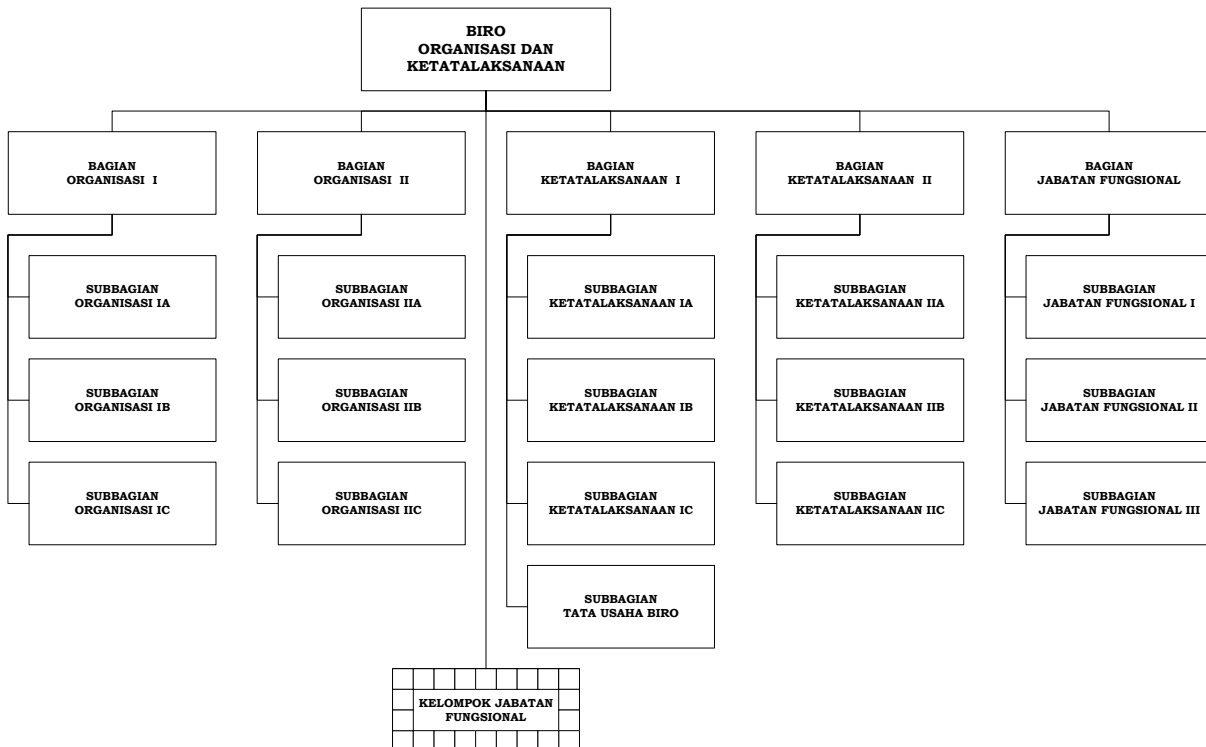 BIRO
ORGANISASI DAN
KETATALAKSANAAN
BAGIAN
ORGANISASI I
BAGIAN
ORGANISASI II
BAGIAN
KETATALAKSANAAN I
BAGIAN
KETATALAKSANAAN II
BAGIAN
JABATAN FUNGSIONAL
SUBBAGIAN
ORGANISASI IA
SUBBAGIAN
ORGANISASI IIA
SUBBAGIAN
KETATALAKSANAAN IA
SUBBAGIAN
KETATALAKSANAAN IIA
SUBBAGIAN
JABATAN FUNGSIONAL I
SUBBAGIAN
ORGANISASI IB
SUBBAGIAN
ORGANISASI IIB
SUBBAGIAN
KETATALAKSANAAN IB
SUBBAGIAN
KETATALAKSANAAN IIB
SUBBAGIAN
JABATAN FUNGSIONAL II
SUBBAGIAN
ORGANISASI IC
SUBBAGIAN
ORGANISASI IIC
SUBBAGIAN
KETATALAKSANAAN IC
SUBBAGIAN
KETATALAKSANAAN IIC
SUBBAGIAN
JABATAN FUNGSIONAL III
SUBBAGIAN
TATA USAHA BIRO
KELOMPOK JABATAN
FUNGSIONAL